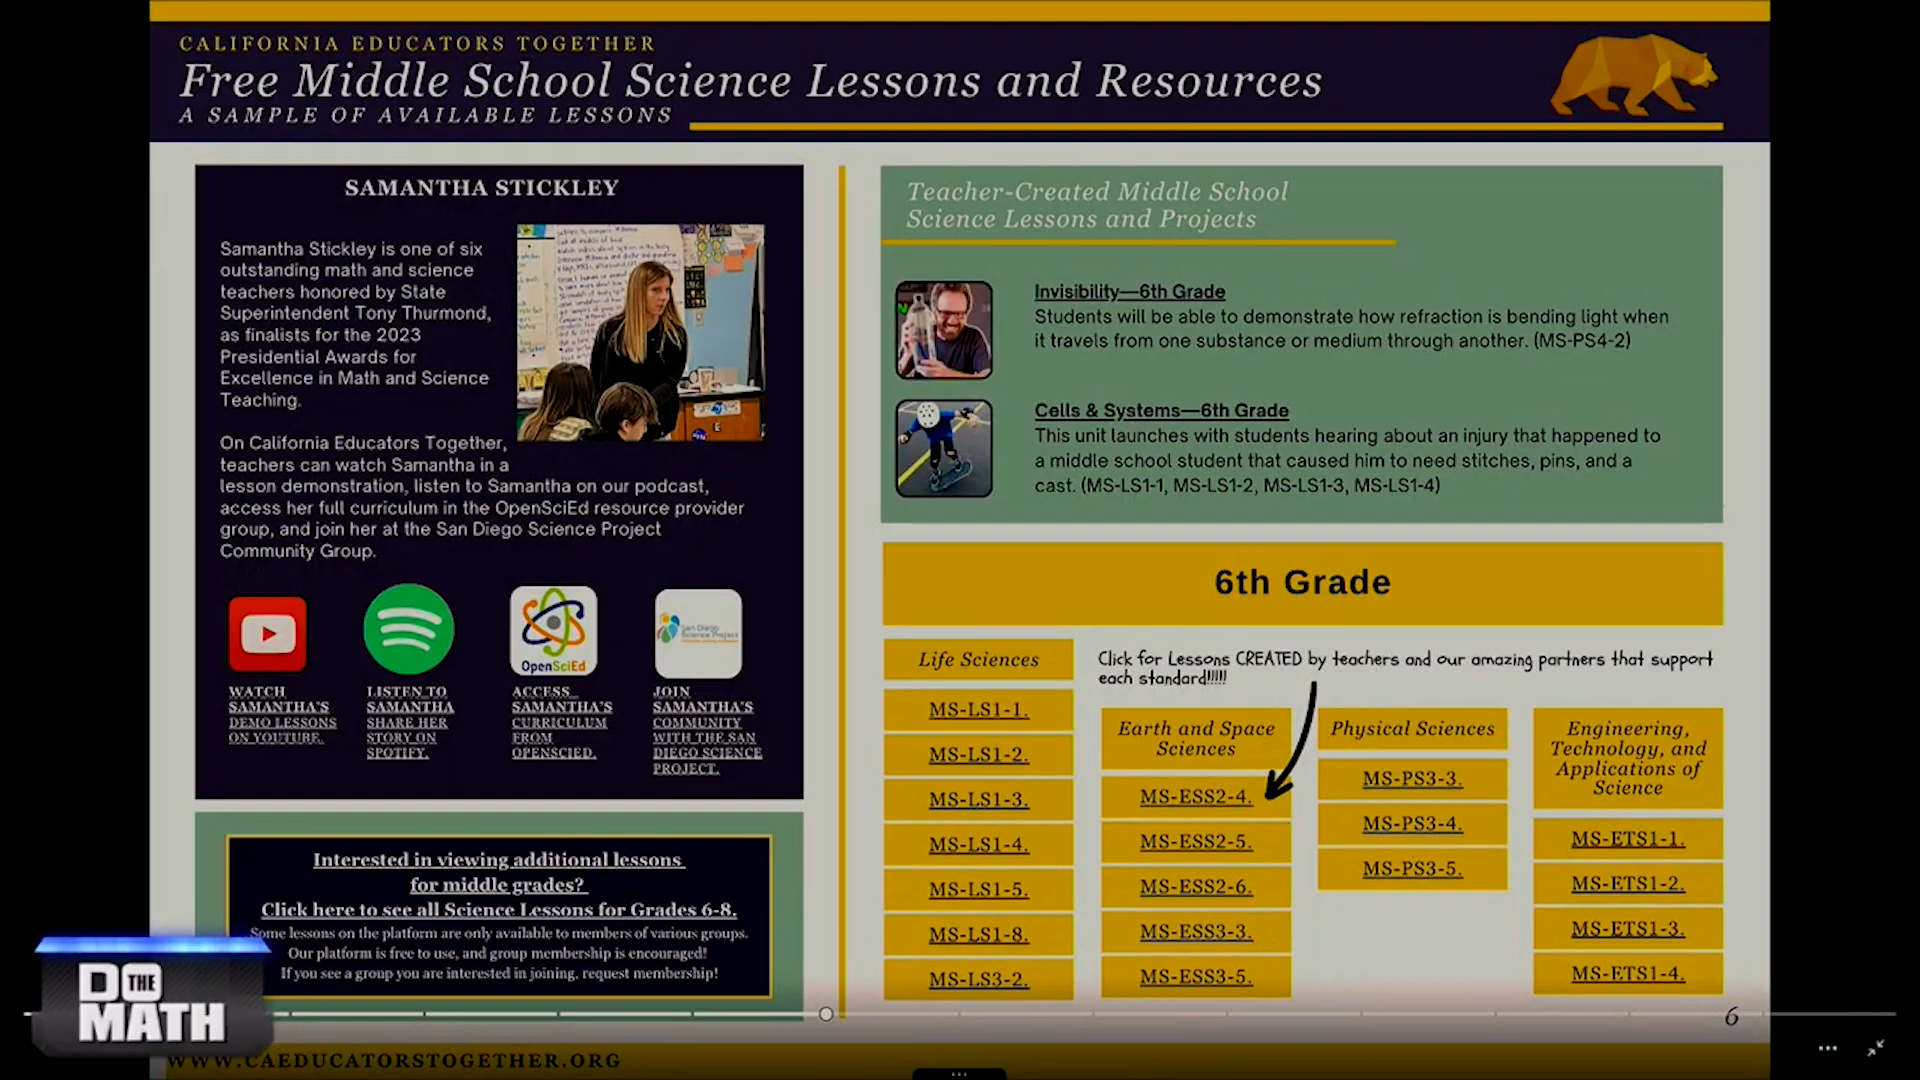 CALIFORNIA EDUCATORS TOGETHER
Free Middle School Science Lessons and Resources
A SAMPLE OF AVAILABLE LESSONS
SAMANTHA STICKLEY
Samantha Stickley is one of six
outstanding math and science
teachers honored by State
Superintendent Tony Thurmond,
as finalists for the 2023
Presidential Awards for
Excellence in Math and Science
Teaching.
On California Educators Together,
teachers can watch Samantha in a
lesson demonstration, listen to Samantha on our podcast,
access her full curriculum in the OpenSciEd resource provider
group, and join her at the San Diego Science Project
Community Group.
OpenSciEd
San Diego
Science Project
WATCH
SAMANTHA'S
DEMO LESSONS
ON YOUTUBE.
LISTEN TO
SAMANTHA
SHARE HER
STORY ON
SPOTIFY.
ACCESS
SAMANTHA'S
CURRICULUM
FROM
OPENSCIED.
JOIN
SAMANTHA'S
COMMUNITY
WITH THE SAN
DIEGO SCIENCE
PROJECT.
Interested in viewing additional lessons
for middle grades?
Click here to see all Science Lessons for Grades 6-8.
Some lessons on the platform are only available to members of various groups.
Our platform is free to use, and group membership is encouraged!
If you see a group you are interested in joining, request membership!
Teacher-Created Middle School
Science Lessons and Projects
Invisibility—6th Grade
Students will be able to demonstrate how refraction is bending light when
it travels from one substance or medium through another. (MS-PS4-2)
Cells & Systems—6th Grade
This unit launches with students hearing about an injury that happened to
a middle school student that caused him to need stitches, pins, and a
cast. (MS-LS1-1, MS-LS1-2, MS-LS1-3, MS-LS1-4)
6th Grade
Click for Lessons CREATED by teachers and our amazing partners that support
each standard!!!!!
Life Sciences
MS-LS1-1.
MS-LS1-2.
MS-LS1-3.
MS-LS1-4.
MS-LS1-5.
MS-LS1-8.
MS-LS3-2.
Earth and Space
Sciences
MS-ESS2-4.
MS-ESS2-5.
MS-ESS2-6.
MS-ESS3-3.
MS-ESS3-5.
Physical Sciences
MS-PS3-3.
MS-PS3-4.
MS-PS3-5.
Engineering,
Technology, and
Applications of
Science
MS-ETS1-1.
MS-ETS1-2.
MS-ETS1-3.
MS-ETS1-4.
6
DO THE
MATH
WWW.CAEDUCATORSTOGETHER.ORG